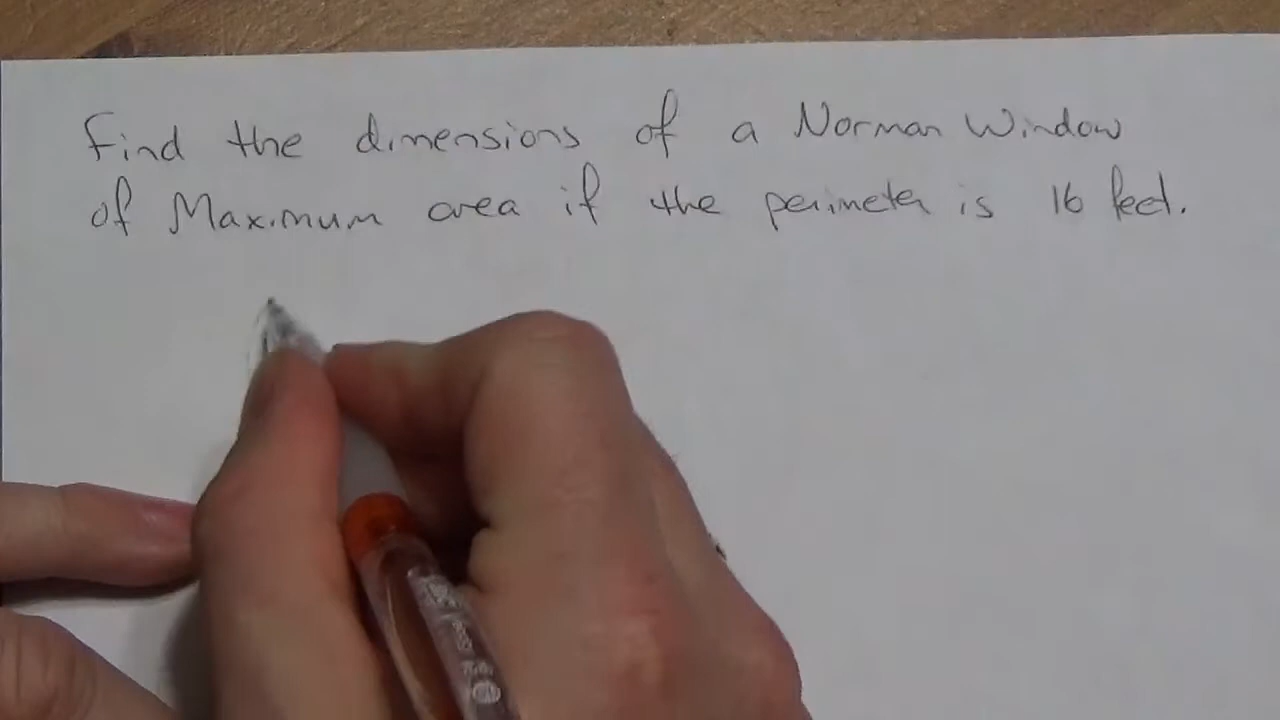 Find the dimensions of a Norman Window
of Maximum area if the perimeter is 16 feet.